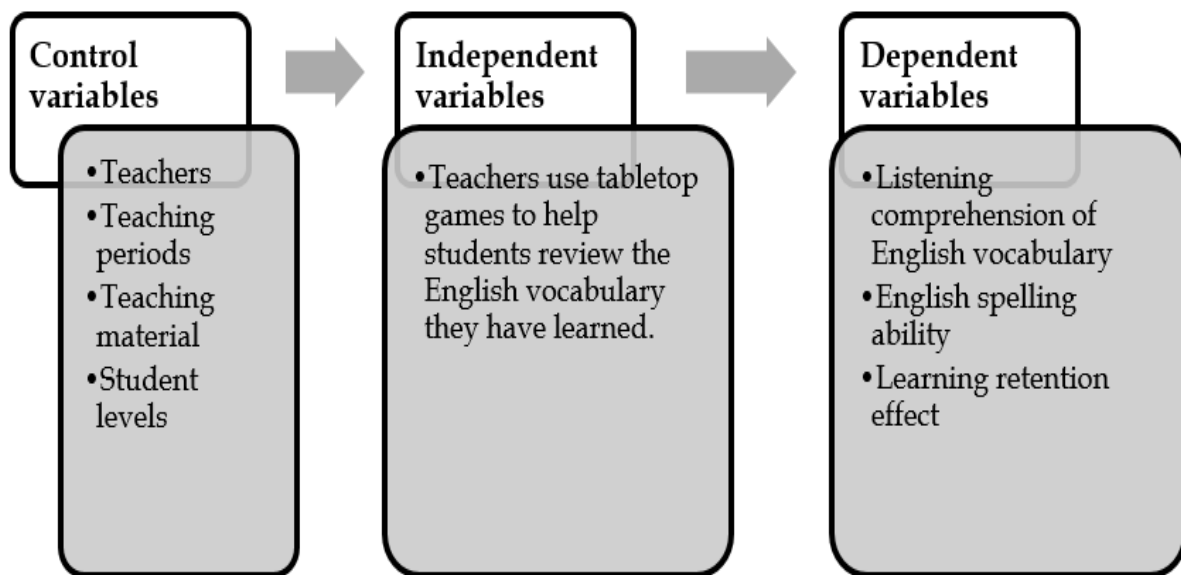 Control
variables
•Teachers
•Teaching
periods
•Teaching
material
•Student
levels
Independent
variables
•Teachers use tabletop
games to help
students review the
English vocabulary
they have learned.
Dependent
variables
•Listening
comprehension of
English vocabulary
•English spelling
ability
•Learning retention
effect